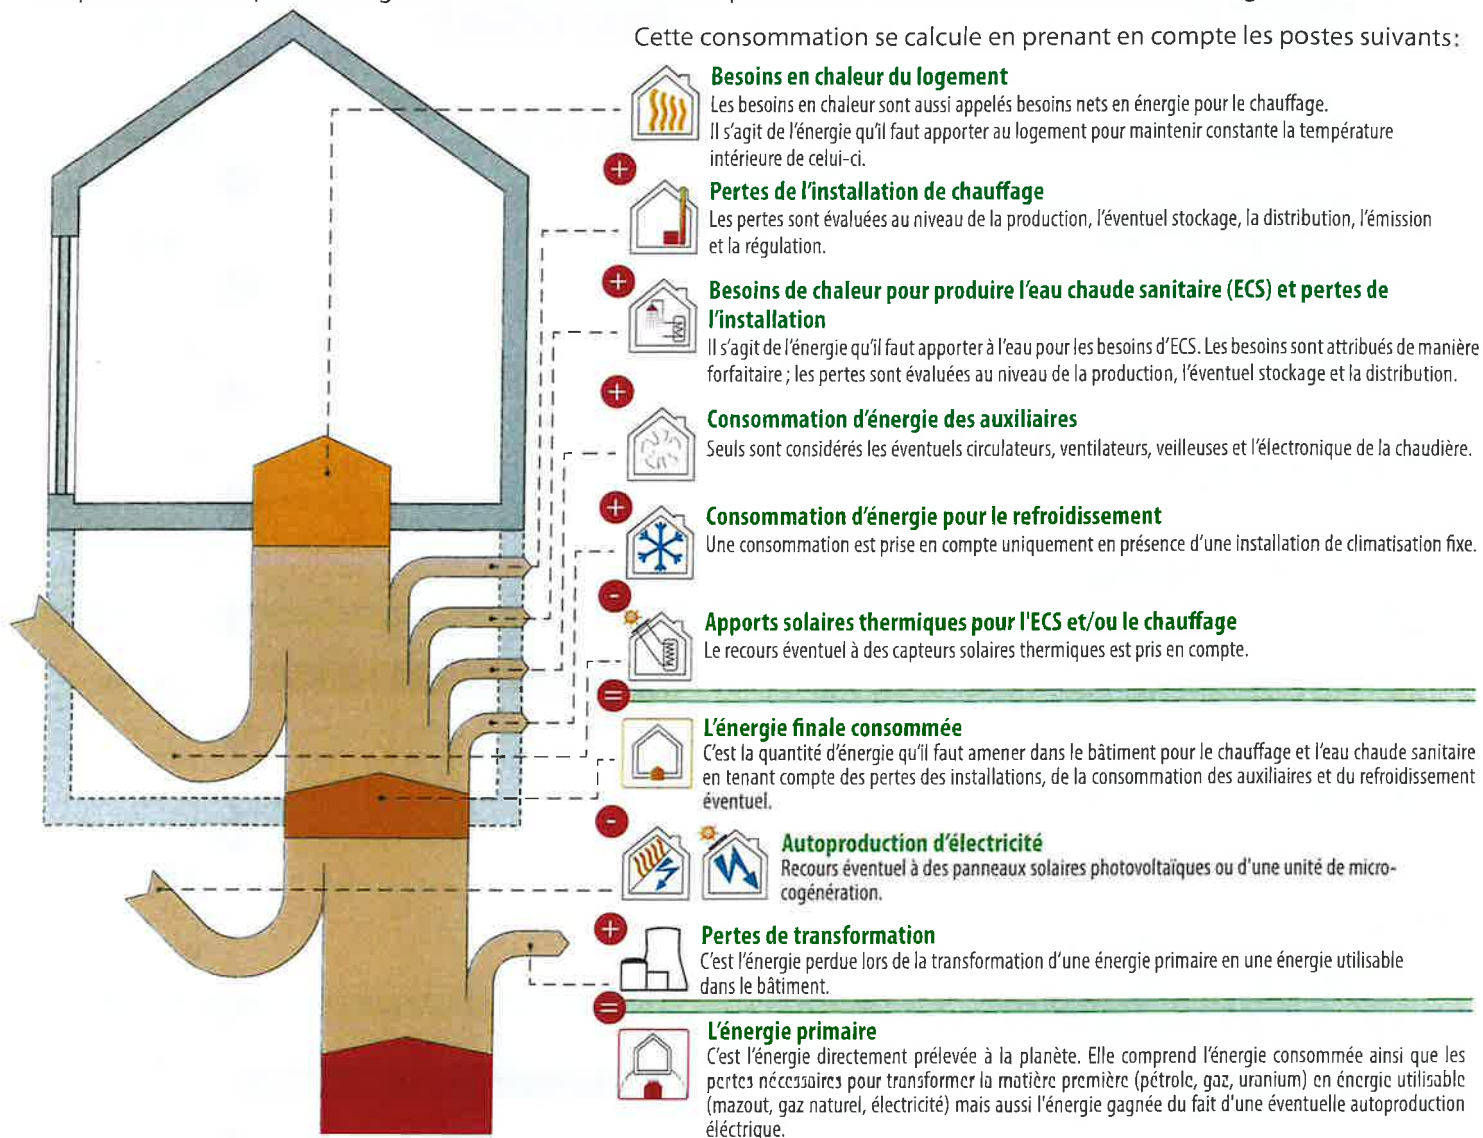 Cette consommation se calcule en prenant en compte les postes suivants:
Besoins en chaleur du logement
Les besoins en chaleur sont aussi appelés besoins nets en énergie pour le chauffage.
Il s'agit de l'énergie qu'il faut apporter au logement pour maintenir constante la température
intérieure de celui-ci.
+
Pertes de l'installation de chauffage
Les pertes sont évaluées au niveau de la production, l'éventuel stockage, la distribution, l'émission
et la régulation.
+
Besoins de chaleur pour produire l'eau chaude sanitaire (ECS) et pertes de
l'installation
Il s'agit de l'énergie qu'il faut apporter à l'eau pour les besoins d'ECS. Les besoins sont attribués de manière
forfaitaire ; les pertes sont évaluées au niveau de la production, l'éventuel stockage et la distribution.
+
Consommation d'énergie des auxiliaires
Seuls sont considérés les éventuels circulateurs, ventilateurs, veilleuses et l'électronique de la chaudière.
+
Consommation d'énergie pour le refroidissement
Une consommation est prise en compte uniquement en présence d'une installation de climatisation fixe.
-
Apports solaires thermiques pour l'ECS et/ou le chauffage
Le recours éventuel à des capteurs solaires thermiques est pris en compte.
=
L'énergie finale consommée
C'est la quantité d'énergie qu'il faut amener dans le bâtiment pour le chauffage et l'eau chaude sanitaire
en tenant compte des pertes des installations, de la consommation des auxiliaires et du refroidissement
éventuel.
-
Autoproduction d'électricité
Recours éventuel à des panneaux solaires photovoltaïques ou d'une unité de micro-
cogénération.
+
Pertes de transformation
C'est l'énergie perdue lors de la transformation d'une énergie primaire en une énergie utilisable
dans le bâtiment.
=
L'énergie primaire
C'est l'énergie directement prélevée à la planète. Elle comprend l'énergie consommée ainsi que les
pertes nécessaires pour transformer la matière première (pétrole, gaz, uranium) en énergie utilisable
(mazout, gaz naturel, électricité) mais aussi l'énergie gagnée du fait d'une éventuelle autoproduction
éléctrique.